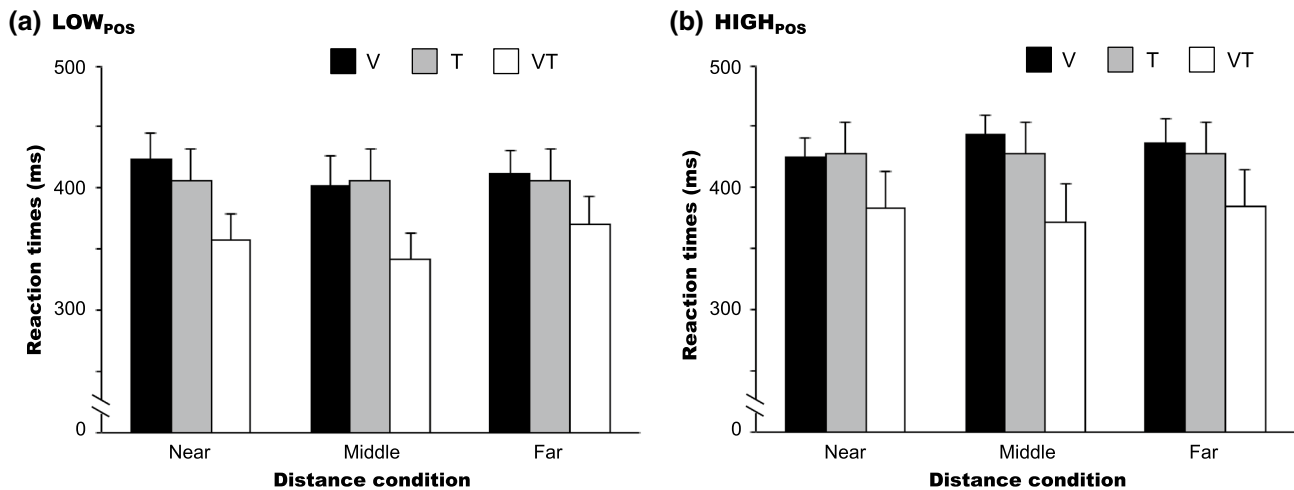 (a) LOWPOS
V T VT
500
400
300
0
Reaction times (ms)
Near Middle Far
Distance condition
(b) HIGHPOS
V T VT
500
400
300
0
Reaction times (ms)
Near Middle Far
Distance condition